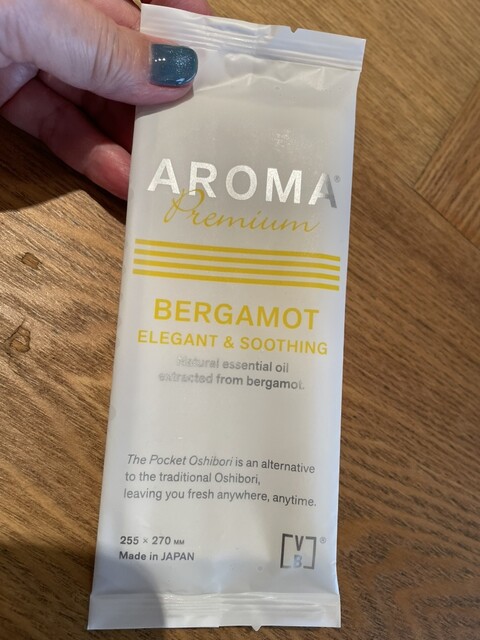 AROMA®
Premium
BERGAMOT
ELEGANT & SOOTHING
Natural essential oil
extracted from bergamot.
The Pocket Oshibori is an alternative
to the traditional Oshibori,
leaving you fresh anywhere, anytime.
255 × 270 MM
Made in JAPAN
VB®